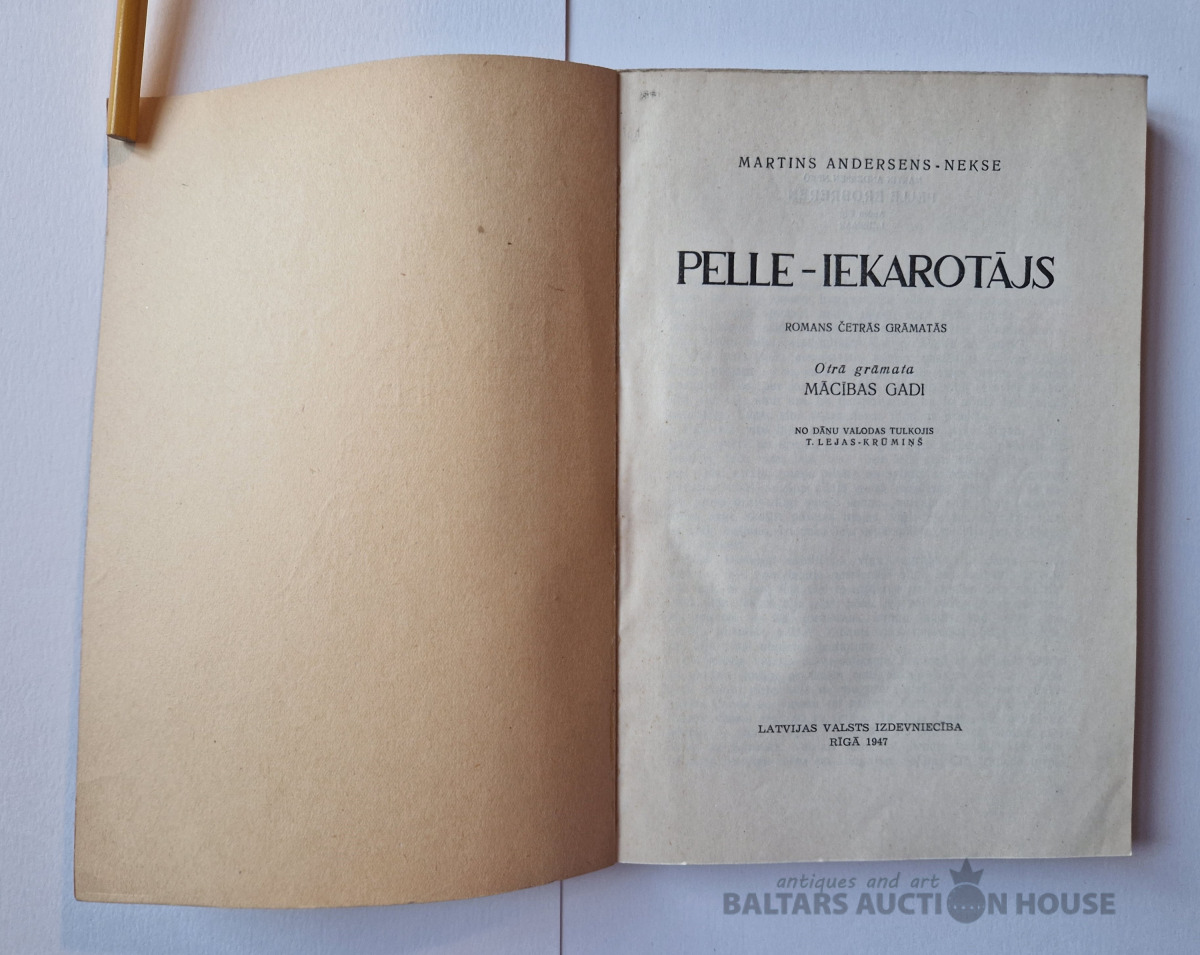 MARTINS ANDERSENS-NEKSE
PELLE-IEKAROTĀJS
ROMANS ČETRĀS GRĀMATĀS
Otrā grāmata
MĀCĪBAS GADI
NO DĀŅU VALODAS TULKOJIS
T. LEJAS-KRŪMIŅŠ
LATVIJAS VALSTS IZDEVNIECĪBA
RĪGĀ 1947
antiques and art
BALTARS AUCTION HOUSE